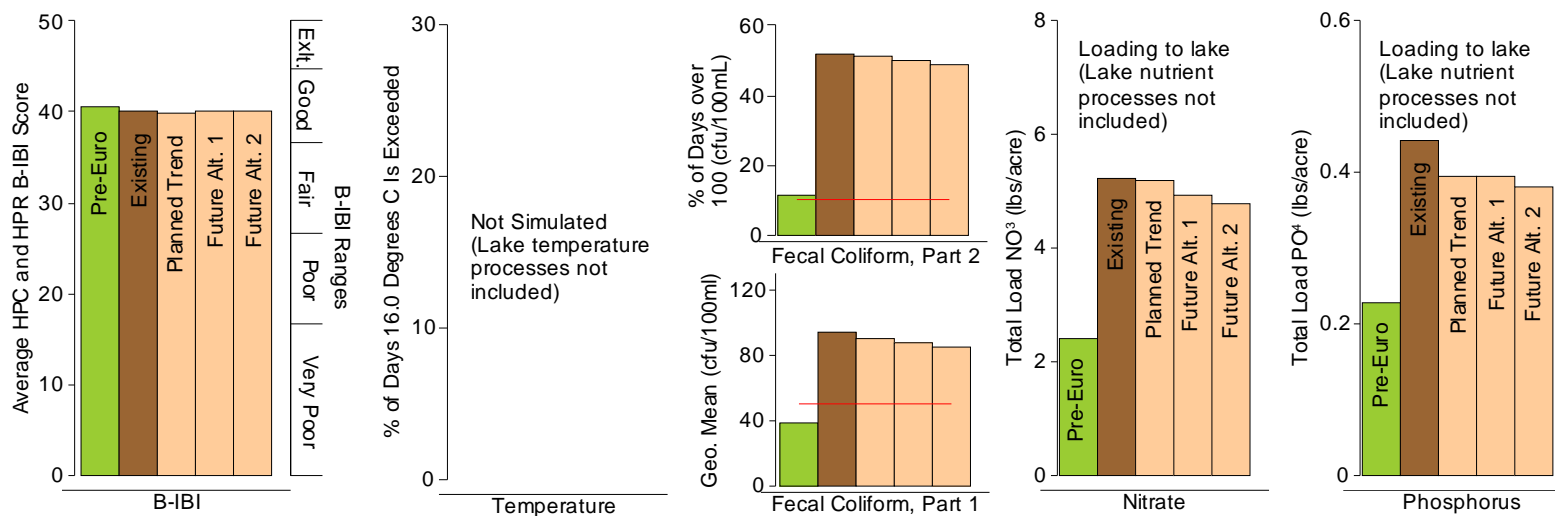 Average HPC and HPR B-IBI Score
50
40
30
20
10
0
Pre-Euro
Existing
Planned Trend
Future Alt. 1
Future Alt. 2
Exlt.
Good
Fair
Poor
Very Poor
B-IBI Ranges
B-IBI
% of Days 16.0 Degrees C Is Exceeded
30
20
10
0
Not Simulated
(Lake temperature
processes not
included)
Temperature
% of Days over
100 (cfu/100mL)
60
40
20
0
Fecal Coliform, Part 2
Geo. Mean (cfu/100ml)
120
80
40
0
Fecal Coliform, Part 1
Total Load NO³ (lbs/acre)
8
6
4
2
0
Loading to lake
(Lake nutrient
processes not
included)
Pre-Euro
Existing
Planned Trend
Future Alt. 1
Future Alt. 2
Nitrate
Total Load PO⁴ (lbs/acre)
0.6
0.4
0.2
0
Loading to lake
(Lake nutrient
processes not
included)
Pre-Euro
Existing
Planned Trend
Future Alt. 1
Future Alt. 2
Phosphorus